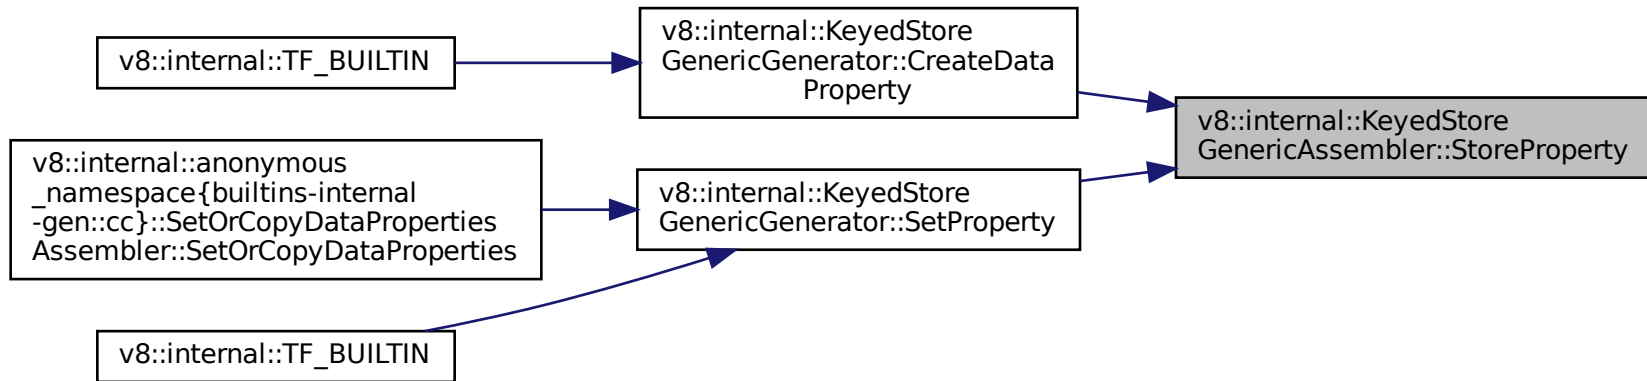 v8::internal::TF_BUILTIN
v8::internal::KeyedStore
GenericGenerator::CreateData
Property
v8::internal::KeyedStore
GenericAssembler::StoreProperty
v8::internal::anonymous
_namespace{builtins-internal
-gen::cc}::SetOrCopyDataProperties
Assembler::SetOrCopyDataProperties
v8::internal::KeyedStore
GenericGenerator::SetProperty
v8::internal::TF_BUILTIN